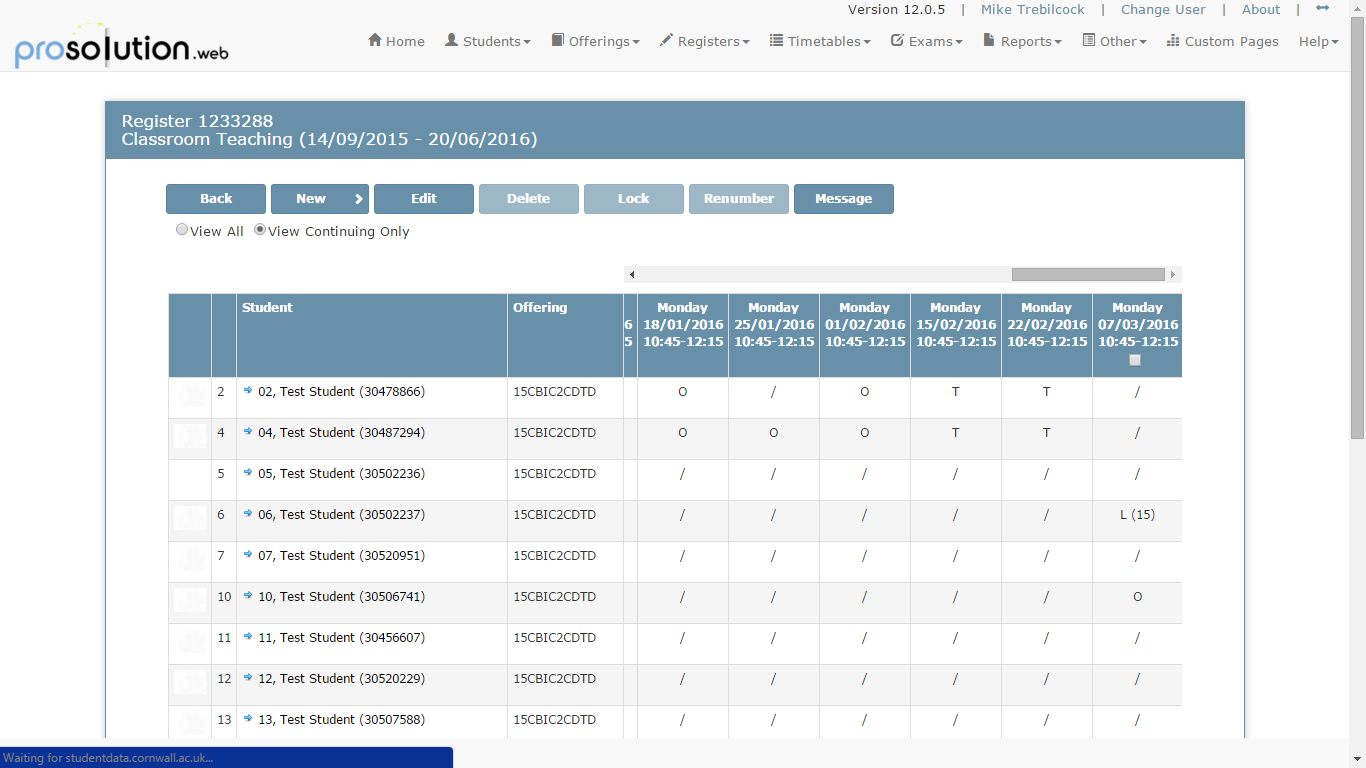 Version 12.0.5 | Mike Trebilcock | Change User | About |
prosolution.web
Home Students Offerings Registers Timetables Exams Reports Other Custom Pages Help
Register 1233288
Classroom Teaching (14/09/2015 - 20/06/2016)
Back New Edit Delete Lock Renumber Message
View All View Continuing Only
Student Offering Monday Monday Monday Monday Monday Monday
6 18/01/2016 25/01/2016 01/02/2016 15/02/2016 22/02/2016 07/03/2016
5 10:45-12:15 10:45-12:15 10:45-12:15 10:45-12:15 10:45-12:15 10:45-12:15
2 02, Test Student (30478866) 15CBIC2CDTD O / O T T /
4 04, Test Student (30487294) 15CBIC2CDTD O O O T T /
5 05, Test Student (30502236) 15CBIC2CDTD / / / / / /
6 06, Test Student (30502237) 15CBIC2CDTD / / / / / L (15)
7 07, Test Student (30520951) 15CBIC2CDTD / / / / / /
10 10, Test Student (30506741) 15CBIC2CDTD / / / / / O
11 11, Test Student (30456607) 15CBIC2CDTD / / / / / /
12 12, Test Student (30520229) 15CBIC2CDTD / / / / / /
13 13, Test Student (30507588) 15CBIC2CDTD / / / / / /
Waiting for studentdata.cornwall.ac.uk...